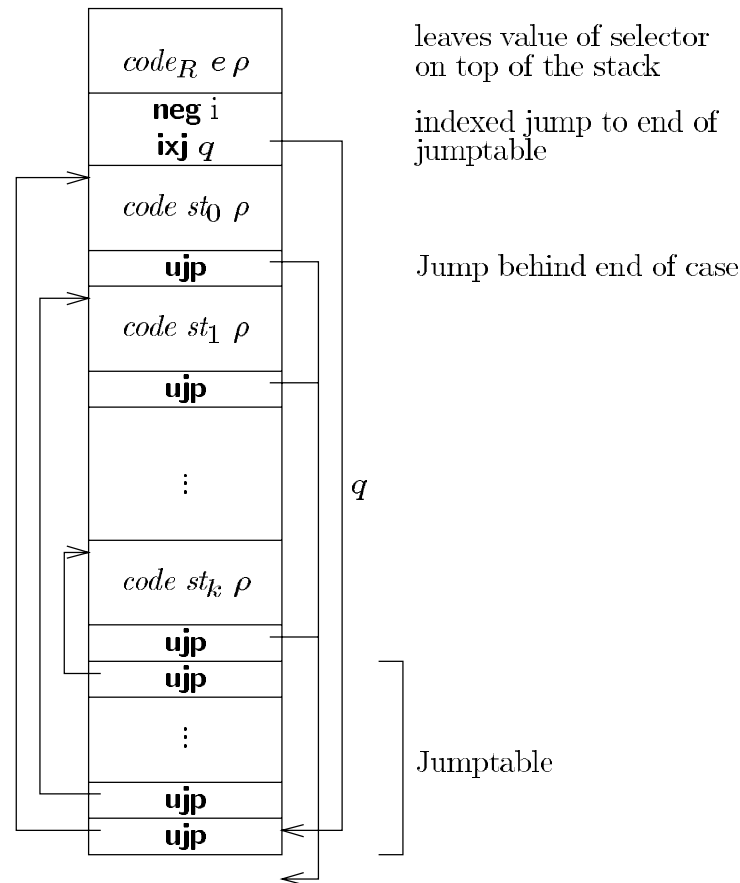 code_R e ρ
leaves value of selector
on top of the stack
neg i
ixj q
indexed jump to end of
jumptable
code st_0 ρ
ujp
Jump behind end of case
code st_1 ρ
ujp
⋮
q
code st_k ρ
ujp
ujp
⋮
Jumptable
ujp
ujp